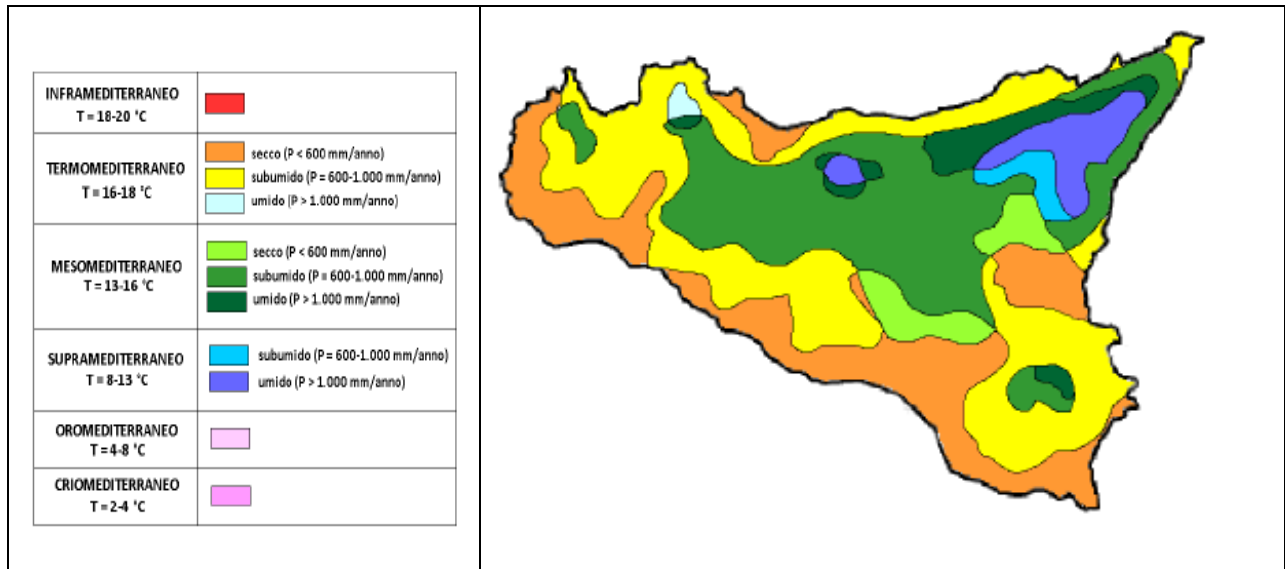 INFRAMEDITERRANEO
T = 18-20 °C
TERMOMEDITERRANEO
T = 16-18 °C
secco (P < 600 mm/anno)
subumido (P = 600-1.000 mm/anno)
umido (P > 1.000 mm/anno)
MESOMEDITERRANEO
T = 13-16 °C
secco (P < 600 mm/anno)
subumido (P = 600-1.000 mm/anno)
umido (P > 1.000 mm/anno)
SUPRAMEDITERRANEO
T = 8-13 °C
subumido (P = 600-1.000 mm/anno)
umido (P > 1.000 mm/anno)
OROMEDITERRANEO
T = 4-8 °C
CRIOMEDITERRANEO
T = 2-4 °C